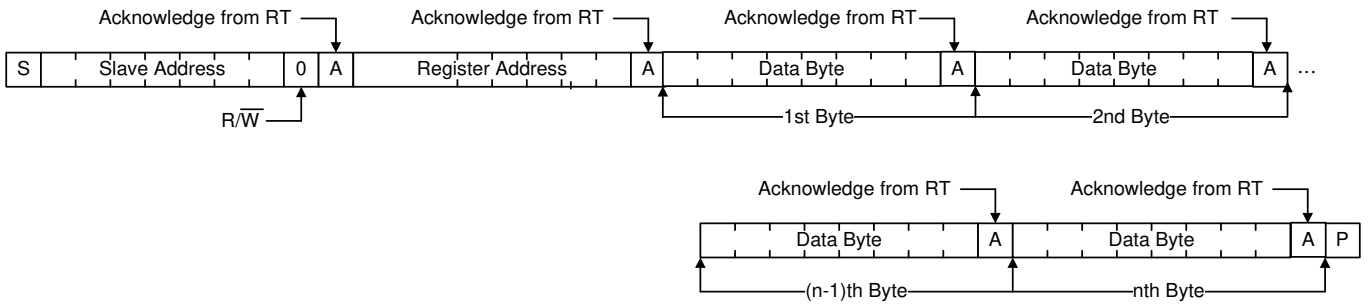 Acknowledge from RT Acknowledge from RT Acknowledge from RT Acknowledge from RT
S Slave Address 0 A Register Address A Data Byte A Data Byte A ...
R/W̅ 1st Byte 2nd Byte
Acknowledge from RT Acknowledge from RT
Data Byte A Data Byte A P
(n-1)th Byte nth Byte